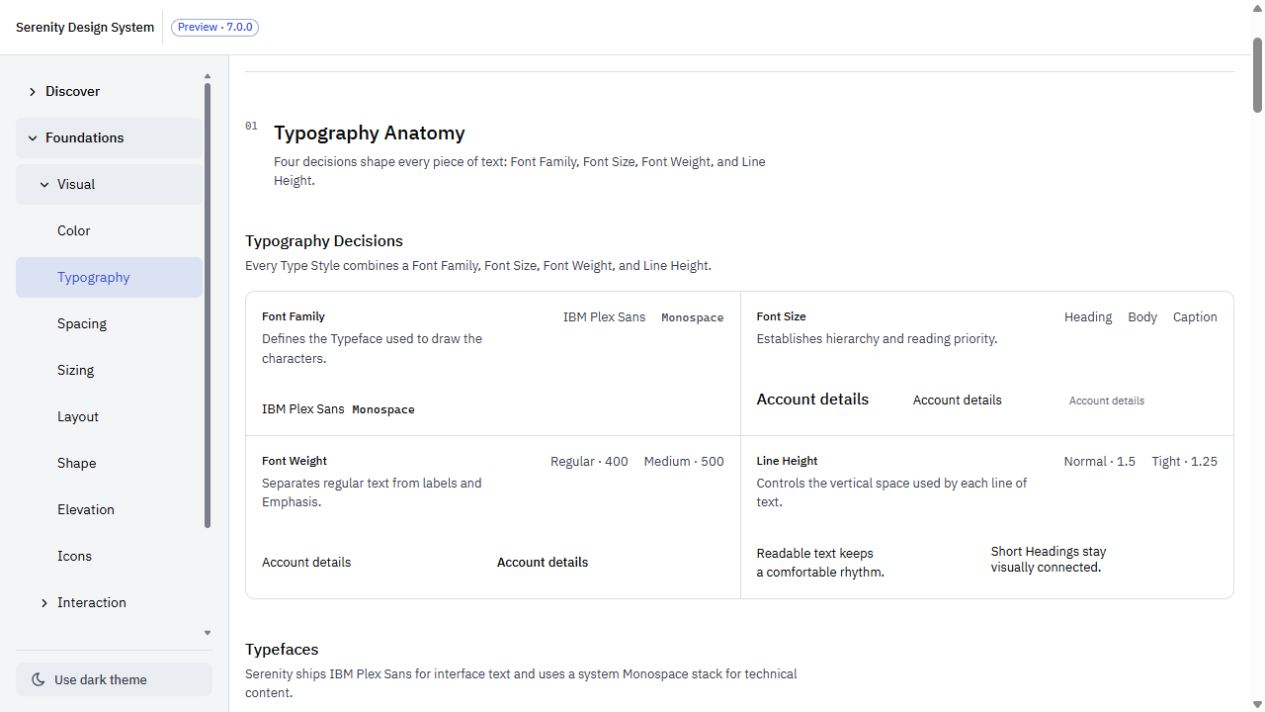 Serenity Design System
Preview · 7.0.0
Discover
Foundations
Visual
Color
Typography
Spacing
Sizing
Layout
Shape
Elevation
Icons
Interaction
Use dark theme
01
Typography Anatomy
Four decisions shape every piece of text: Font Family, Font Size, Font Weight, and Line
Height.
Typography Decisions
Every Type Style combines a Font Family, Font Size, Font Weight, and Line Height.
Font Family
IBM Plex Sans Monospace
Defines the Typeface used to draw the
characters.
IBM Plex Sans Monospace
Font Size
Heading Body Caption
Establishes hierarchy and reading priority.
Account details Account details Account details
Font Weight
Regular · 400 Medium · 500
Separates regular text from labels and
Emphasis.
Account details Account details
Line Height
Normal · 1.5 Tight · 1.25
Controls the vertical space used by each line of
text.
Readable text keeps
a comfortable rhythm.
Short Headings stay
visually connected.
Typefaces
Serenity ships IBM Plex Sans for interface text and uses a system Monospace stack for technical
content.